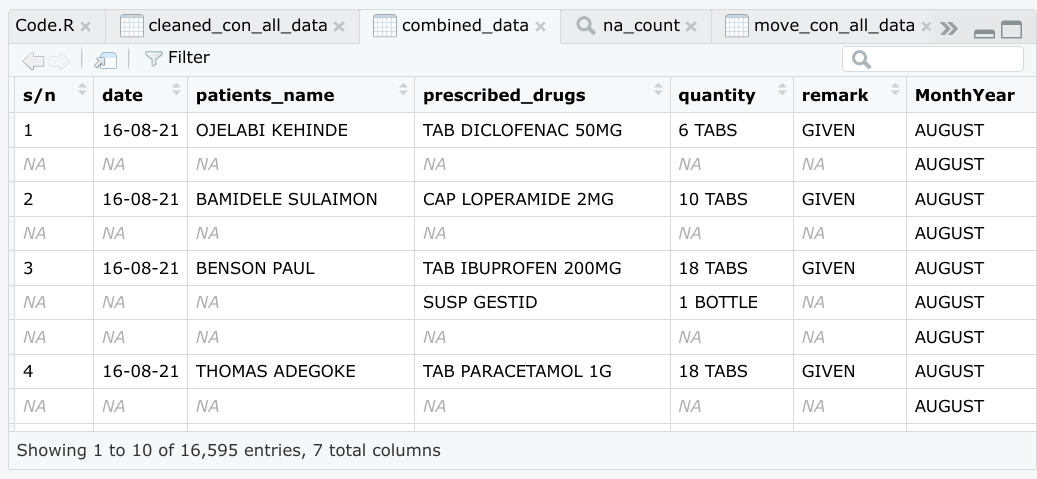 Code.R cleaned_con_all_data combined_data na_count move_con_all_data
Filter
s/n date patients_name prescribed_drugs quantity remark MonthYear
1 16-08-21 OJELABI KEHINDE TAB DICLOFENAC 50MG 6 TABS GIVEN AUGUST
NA NA NA NA NA NA AUGUST
2 16-08-21 BAMIDELE SULAIMON CAP LOPERAMIDE 2MG 10 TABS GIVEN AUGUST
NA NA NA NA NA NA AUGUST
3 16-08-21 BENSON PAUL TAB IBUPROFEN 200MG 18 TABS GIVEN AUGUST
NA NA NA SUSP GESTID 1 BOTTLE NA AUGUST
NA NA NA NA NA NA AUGUST
4 16-08-21 THOMAS ADEGOKE TAB PARACETAMOL 1G 18 TABS GIVEN AUGUST
NA NA NA NA NA NA AUGUST
Showing 1 to 10 of 16,595 entries, 7 total columns